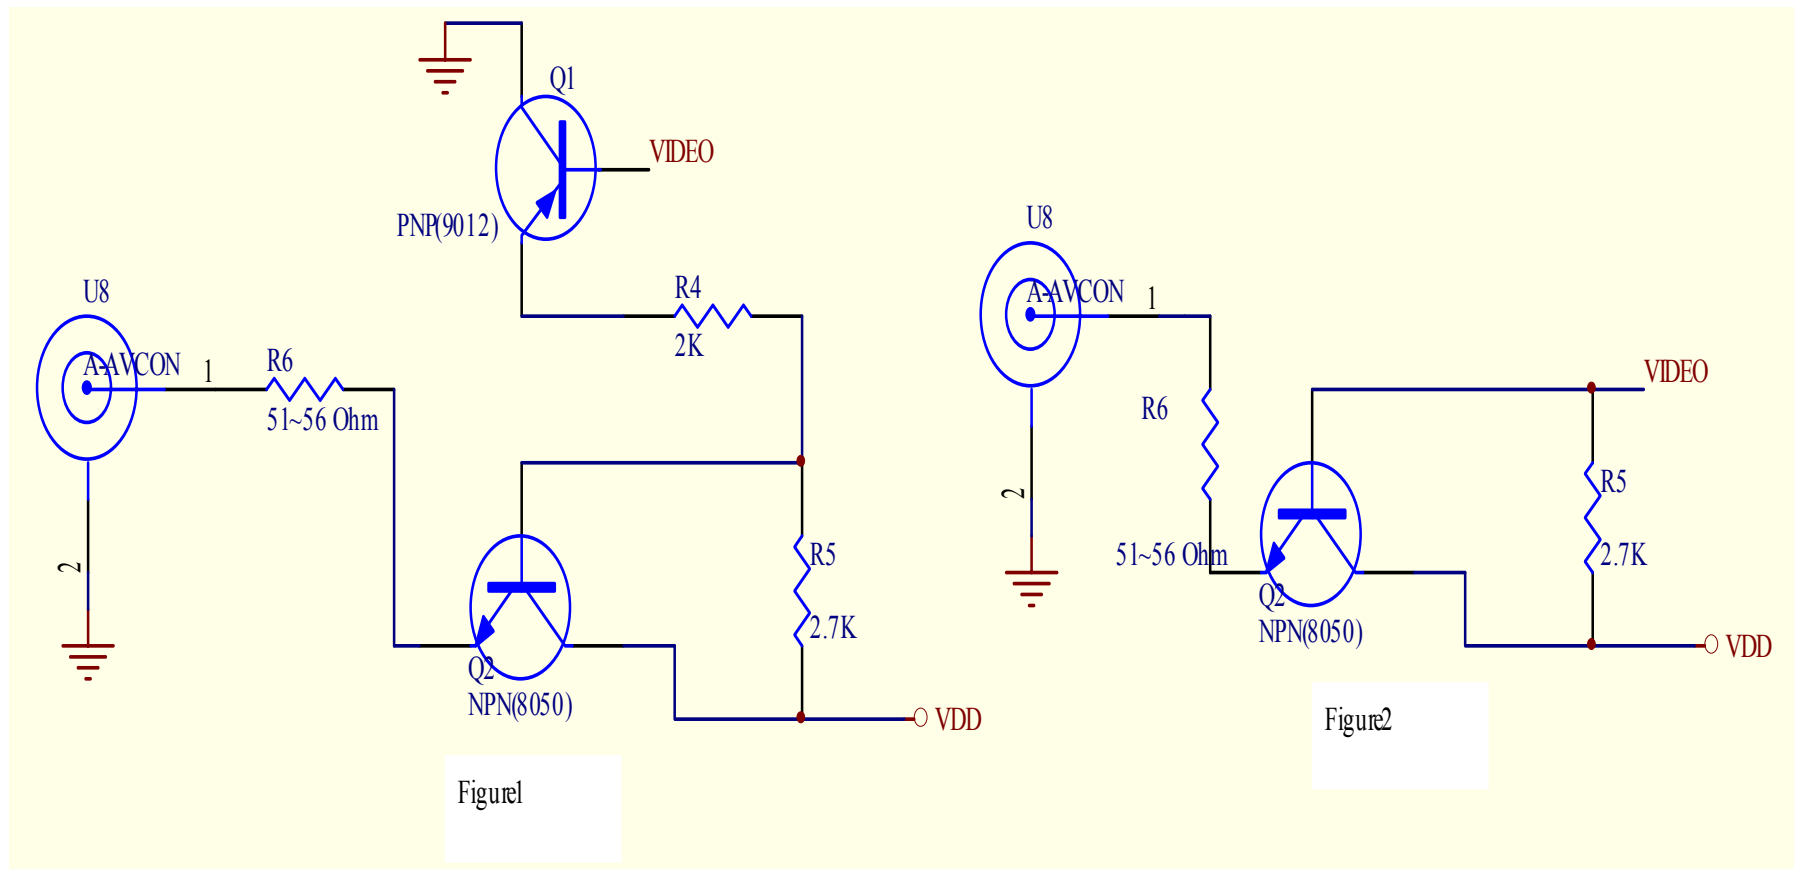 Q1
VIDEO
PNP(9012)
R4
2K
U8
A-AVCON
1
R6
51~56 Ohm
2
R5
2.7K
Q2
NPN(8050)
VDD
Figure1
U8
A-AVCON
1
VIDEO
R6
2
R5
51~56 Ohm
2.7K
Q2
NPN(8050)
VDD
Figure2